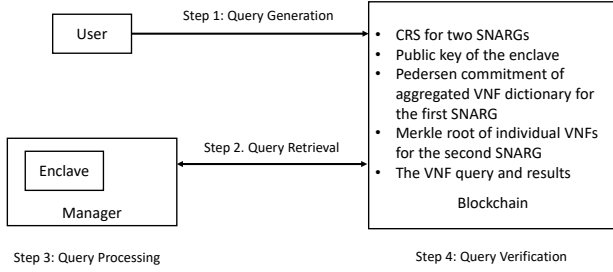 Step 1: Query Generation
User
• CRS for two SNARGs
• Public key of the enclave
• Pedersen commitment of
aggregated VNF dictionary for
the first SNARG
• Merkle root of individual VNFs
for the second SNARG
• The VNF query and results
Blockchain
Step 2. Query Retrieval
Enclave
Manager
Step 3: Query Processing
Step 4: Query Verification